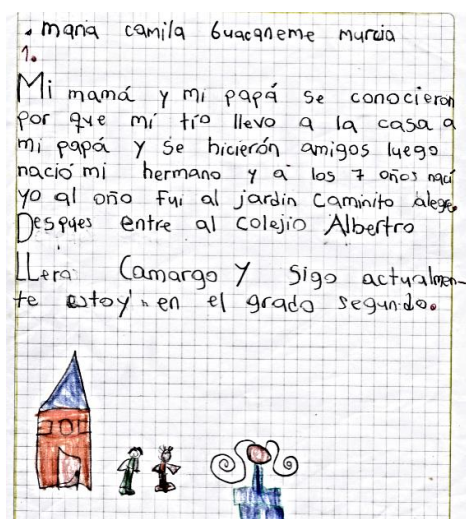 . maria camila Guacaneme murcia
1.
Mi mamá y mi papá se conocieron
por que mi tio llevo a la casa a
mi papá y se hicierón amigos luego
nació mi hermano y a los 7 años nací
yo al año fui al jardin Caminito alege.
Despues entre al colejio Albertro
LLera Camargo y sigo actualmen-
te estoy en el grado segundo.